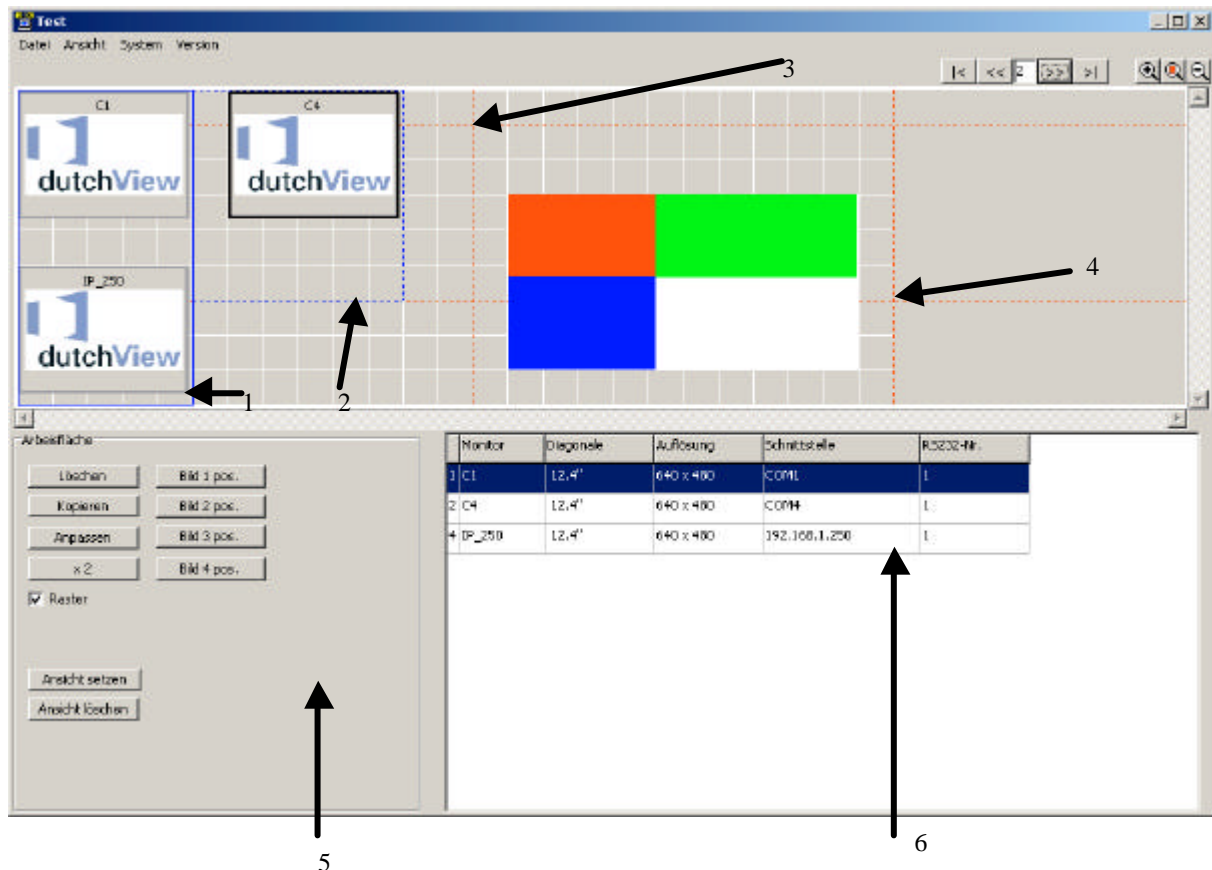 Test
Datei Ansicht System Version
|< << 2 >> >|
3
C1
C4
dutchView
dutchView
4
IP_250
dutchView
1
2
Arbeitsfläche
Löschen Bild 1 pos.
Kopieren Bild 2 pos.
Anpassen Bild 3 pos.
x 2 Bild 4 pos.
Raster
Ansicht setzen
Ansicht löschen
Monitor Diagonale Auflösung Schnittstelle RS232-Nr.
1 C1 12.4" 640 x 480 COM1 1
2 C4 12.4" 640 x 480 COM4 1
4 IP_250 12.4" 640 x 480 192.168.1.250 1
5
6